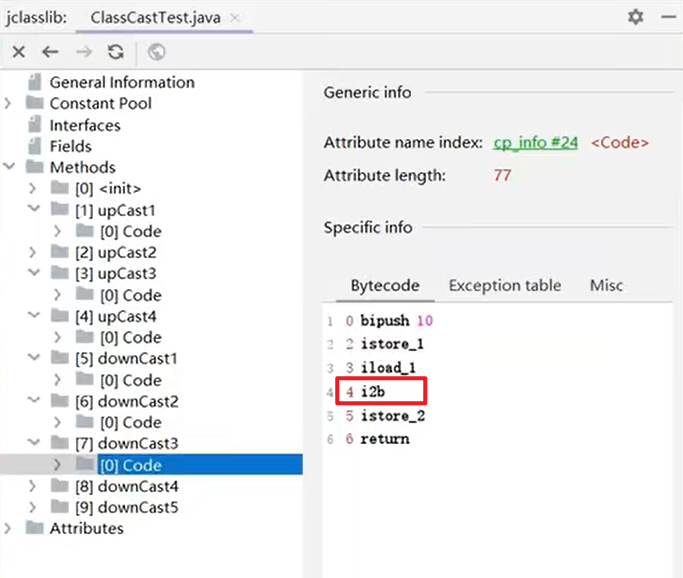 jclasslib: ClassCastTest.java
General Information
Constant Pool
Interfaces
Fields
Methods
[0] <init>
[1] upCast1
[0] Code
[2] upCast2
[3] upCast3
[0] Code
[4] upCast4
[0] Code
[5] downCast1
[0] Code
[6] downCast2
[0] Code
[7] downCast3
[0] Code
[8] downCast4
[9] downCast5
Attributes
Generic info
Attribute name index: cp_info #24 <Code>
Attribute length: 77
Specific info
Bytecode Exception table Misc
1 0 bipush 10
2 2 istore_1
3 3 iload_1
4 4 i2b
5 5 istore_2
6 6 return